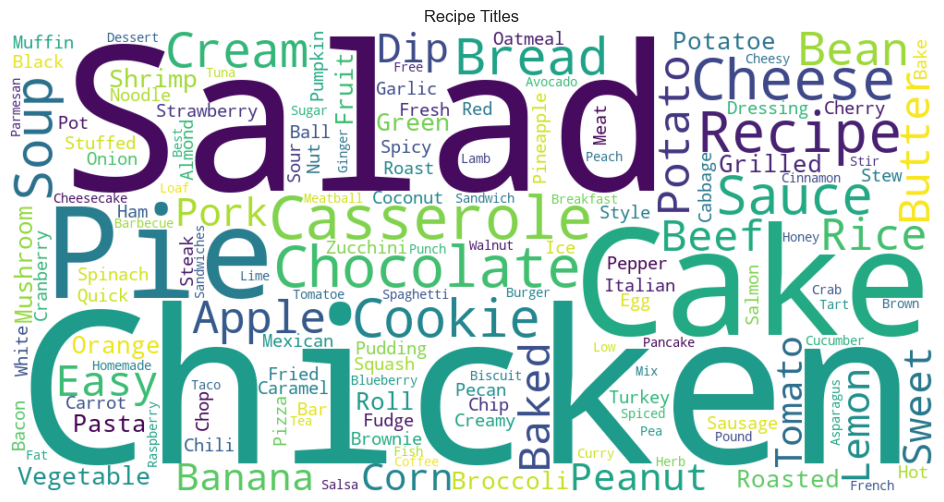 Recipe Titles
Muffin
Dessert
Cream
Dip
Bread
Oatmeal
Potatoe
Cheesy
Bean
Bake
Black
Parmesan
Soup
Salad
Shrimp
Noodle
Tuna
Free
Pumpkin
Fruit
Garlic
Avocado
Potato
Cheese
Butter
Pot
Strawberry
Sugar
Fresh
Red
Green
Dressing
Cherry
Stuffed
Best
Almond
Sour
Nut
Ball
Ginger
Spicy
Pineapple
Meat
Recipe
Onion
Roast
Lamb
Peach
Cabbage
Grilled
Stir
Cheesecake
Loaf
Meatball
Coconut
Sandwich
Breakfast
Cinnamon
Stew
Mushroom
Cranberry
Ham
Barbecue
Pork
Casserole
Style
Sauce
Pie
Steak
Sandwiches
Zucchini
Punch
Walnut
Ice
Beef
Honey
Rice
Spinach
Quick
Lime
Chocolate
Pepper
Italian
Salmon
Cake
Crab
Tart
Brown
Tomatoe
Spaghetti
Burger
Egg
White
Orange
Apple
Cookie
Mexican
Low
Pancake
Cucumber
Homemade
Pudding
Squash
Baked
Mix
Tomato
Sweet
Easy
Taco
Fried
Caramel
Blueberry
Biscuit
Pecan
Turkey
Chicken
Bacon
Carrot
Chop
Pizza
Bar
Tea
Roll
Fudge
Chip
Creamy
Spiced
Pea
Sausage
Pound
Lemon
Asparagus
Pasta
Raspberry
Chili
Brownie
Fish
Coffee
Curry
Herb
Fat
Vegetable
Banana
Salsa
Corn
Broccoli
Peanut
Roasted
French
Hot